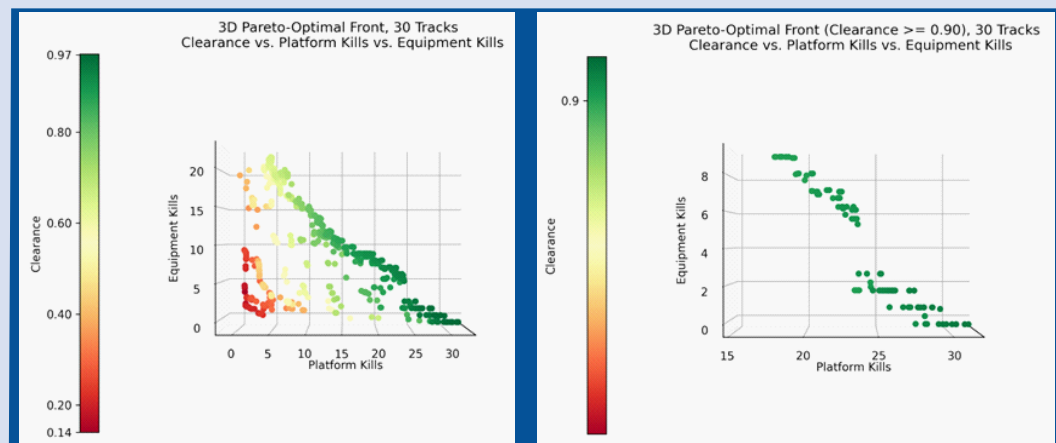 3D Pareto-Optimal Front, 30 Tracks
Clearance vs. Platform Kills vs. Equipment Kills
0.97
0.80
0.60
0.40
0.20
0.14
Clearance
20
15
10
5
0
Equipment Kills
0 5 10 15 20 25 30
Platform Kills
3D Pareto-Optimal Front (Clearance >= 0.90), 30 Tracks
Clearance vs. Platform Kills vs. Equipment Kills
0.9
Clearance
8
6
4
2
0
Equipment Kills
15 20 25 30
Platform Kills